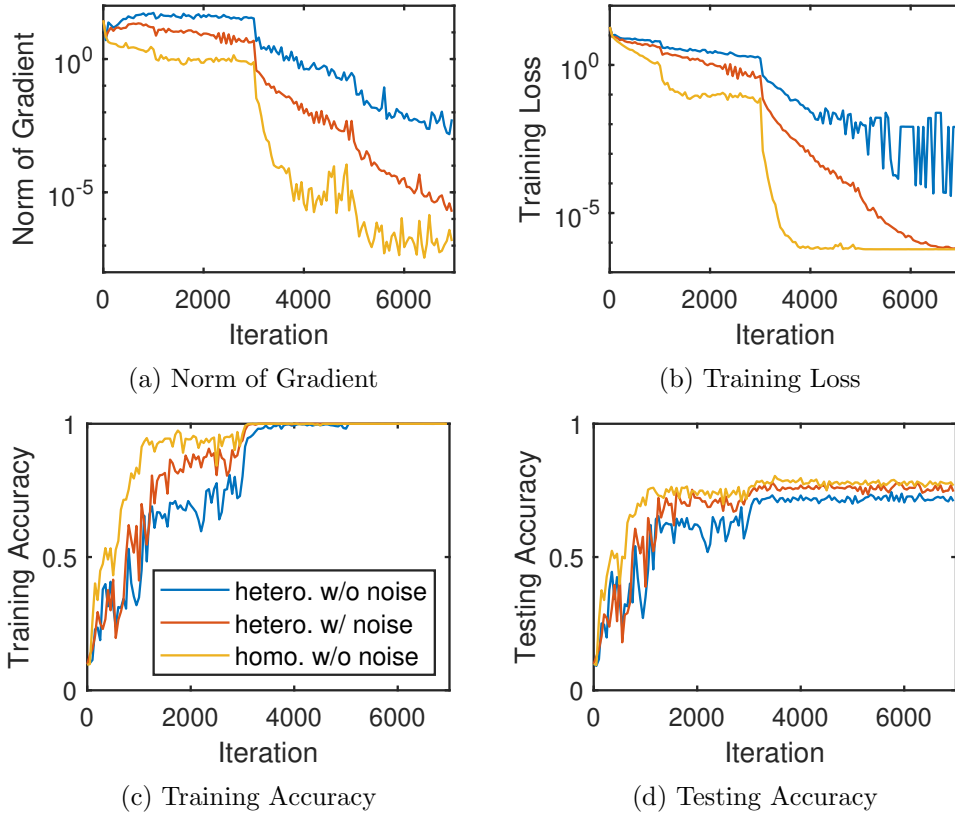 Norm of Gradient
10^0
10^-5
0 2000 4000 6000
Iteration
(a) Norm of Gradient
Training Loss
10^0
10^-5
0 2000 4000 6000
Iteration
(b) Training Loss
Training Accuracy
1
0.5
0
hetero. w/o noise
hetero. w/ noise
homo. w/o noise
0 2000 4000 6000
Iteration
(c) Training Accuracy
Testing Accuracy
1
0.5
0
0 2000 4000 6000
Iteration
(d) Testing Accuracy